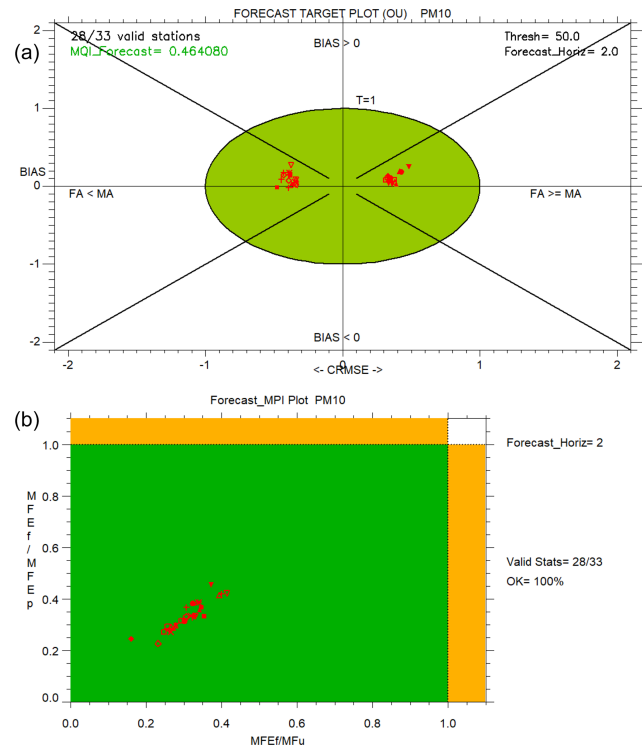 FORECAST TARGET PLOT (OU) PM10
(a)
28/33 valid stations
MQI_Forecast= 0.464080
BIAS > 0
Thresh= 50.0
Forecast_Horiz= 2.0
2
1
T=1
BIAS
0
FA < MA
FA >= MA
-1
BIAS < 0
-2
-2 -1 0 1 2
<- CRMSE ->
(b)
Forecast_MPI Plot PM10
1.0
Forecast_Horiz= 2
0.8
MFEf/MFEp
0.6
Valid Stats= 28/33
OK= 100%
0.4
0.2
0.0
0.0 0.2 0.4 0.6 0.8 1.0
MFEf/MFu